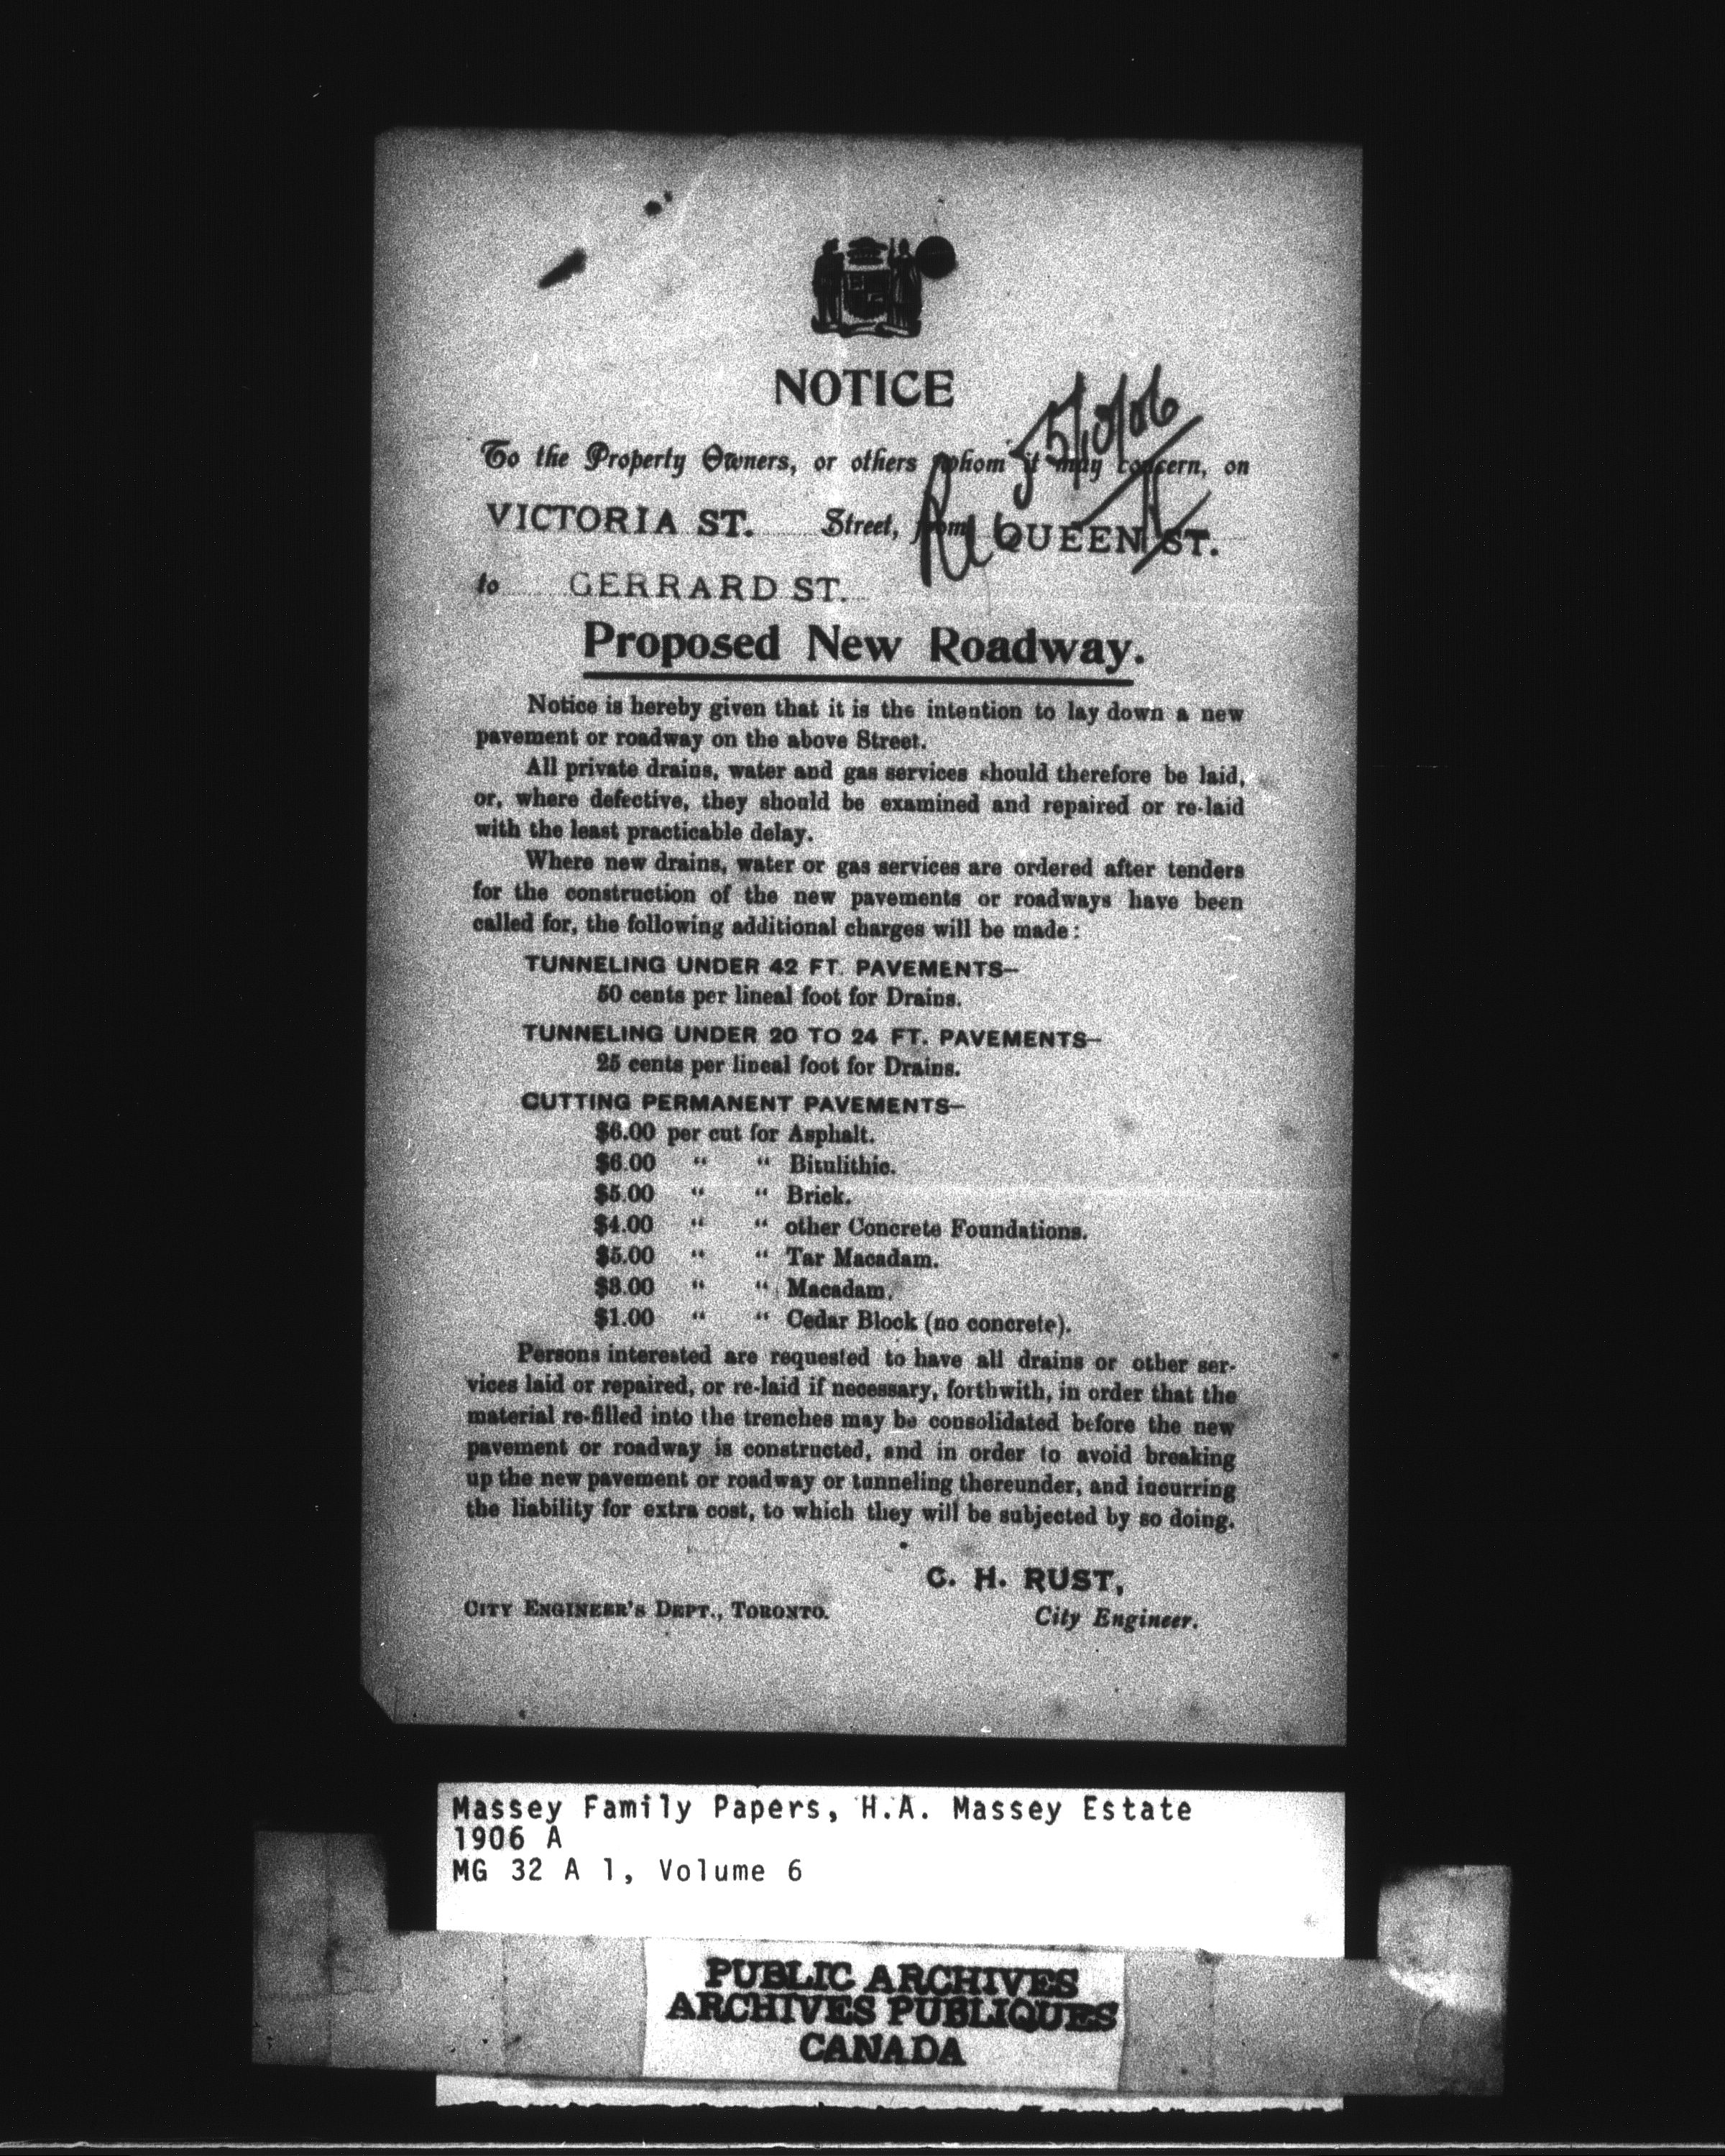 NOTICE
5/10/06
To the Property Owners, or others whom it may concern, on
VICTORIA ST. Street, from QUEEN ST.
to GERRARD ST.
Proposed New Roadway.
Notice is hereby given that it is the intention to lay down a new
pavement or roadway on the above Street.
All private drains, water and gas services should therefore be laid,
or, where defective, they should be examined and repaired or re-laid
with the least practicable delay.
Where new drains, water or gas services are ordered after tenders
for the construction of the new pavements or roadways have been
called for, the following additional charges will be made:
TUNNELING UNDER 42 FT. PAVEMENTS—
50 cents per lineal foot for Drains.
TUNNELING UNDER 20 TO 24 FT. PAVEMENTS—
25 cents per lineal foot for Drains.
CUTTING PERMANENT PAVEMENTS—
$6.00 per cut for Asphalt.
$6.00 " " Bitulithic.
$5.00 " " Brick.
$4.00 " " other Concrete Foundations.
$5.00 " " Tar Macadam.
$3.00 " " Macadam.
$1.00 " " Cedar Block (no concrete).
Persons interested are requested to have all drains or other ser-
vices laid or repaired, or re-laid if necessary, forthwith, in order that the
material re-filled into the trenches may be consolidated before the new
pavement or roadway is constructed, and in order to avoid breaking
up the new pavement or roadway or tunneling thereunder, and incurring
the liability for extra cost, to which they will be subjected by so doing.
C. H. RUST,
CITY ENGINEER'S DEPT., TORONTO. City Engineer.
Massey Family Papers, H.A. Massey Estate
1906 A
MG 32 A 1, Volume 6
PUBLIC ARCHIVES
ARCHIVES PUBLIQUES
CANADA